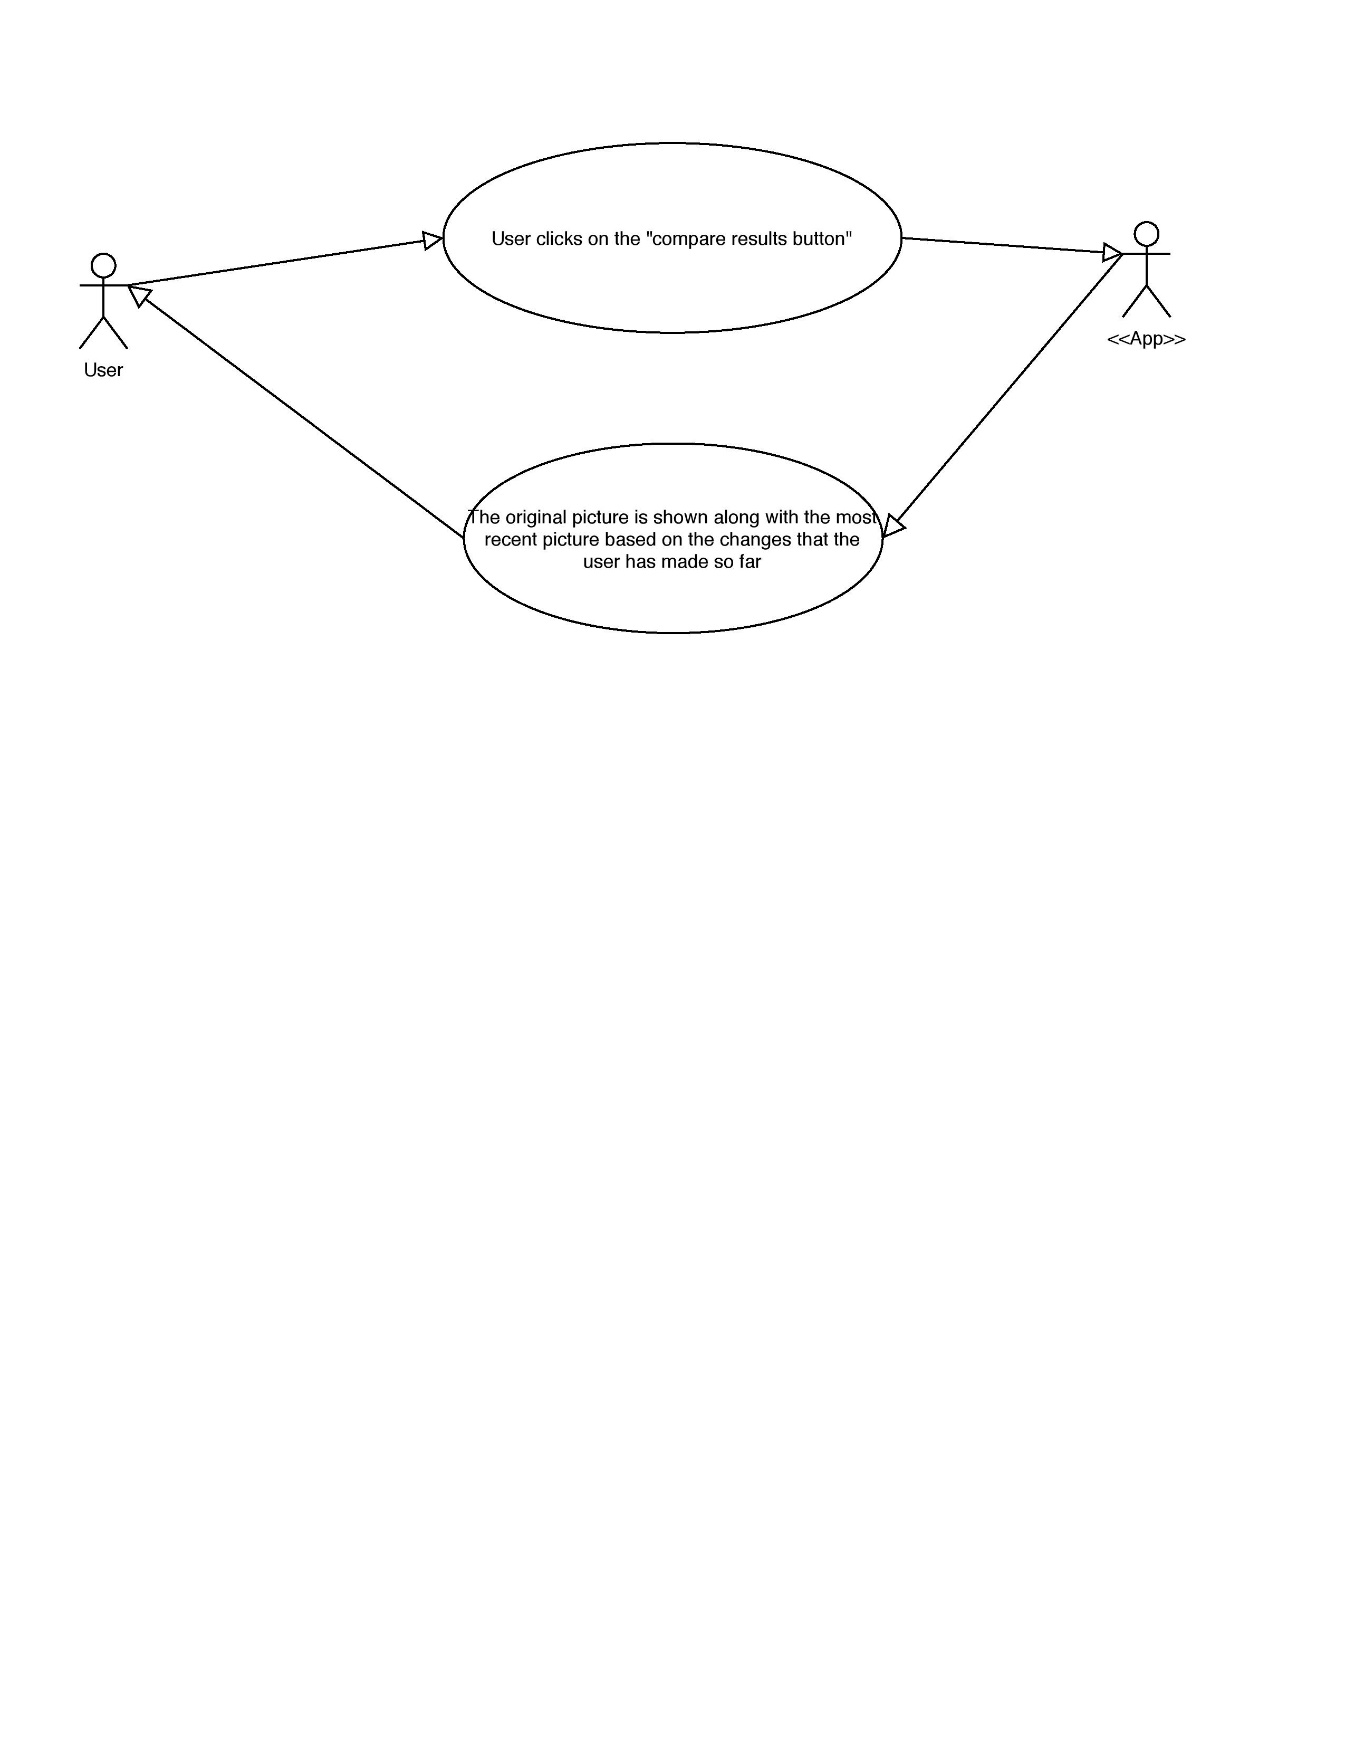 User clicks on the "compare results button"
<<App>>
User
The original picture is shown along with the most
recent picture based on the changes that the
user has made so far